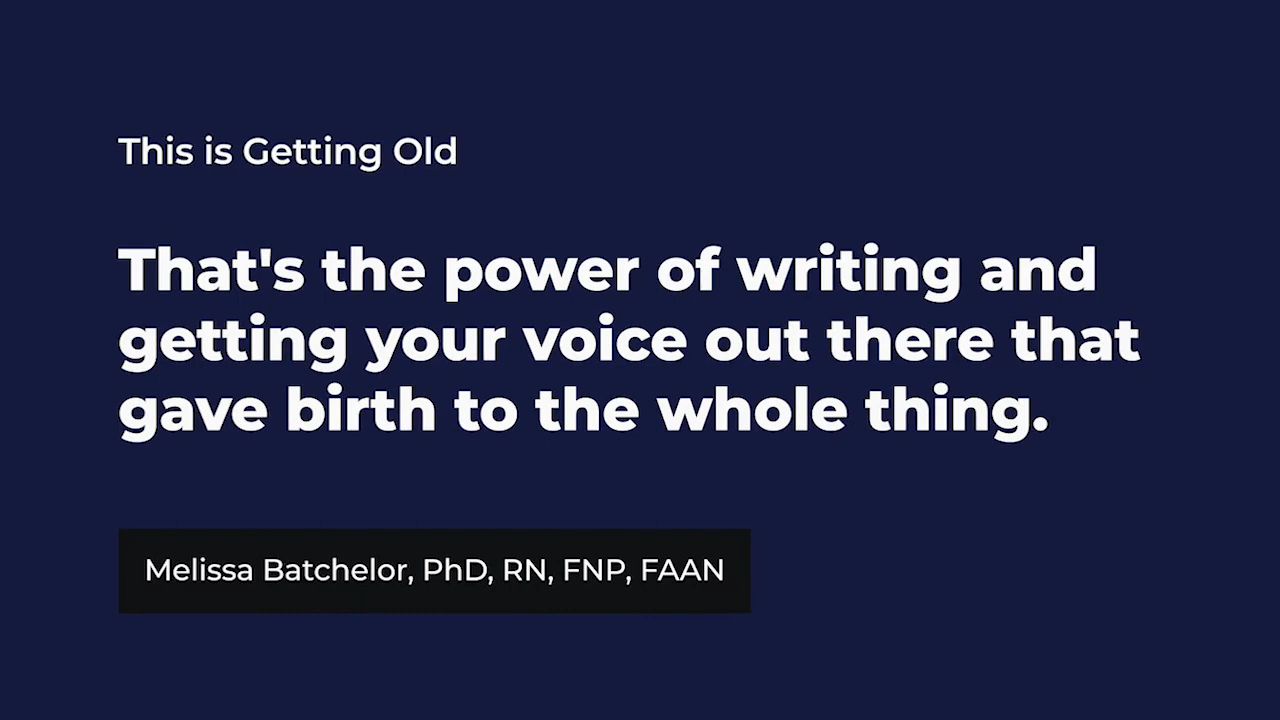 This is Getting Old
That's the power of writing and
getting your voice out there that
gave birth to the whole thing.
Melissa Batchelor, PhD, RN, FNP, FAAN